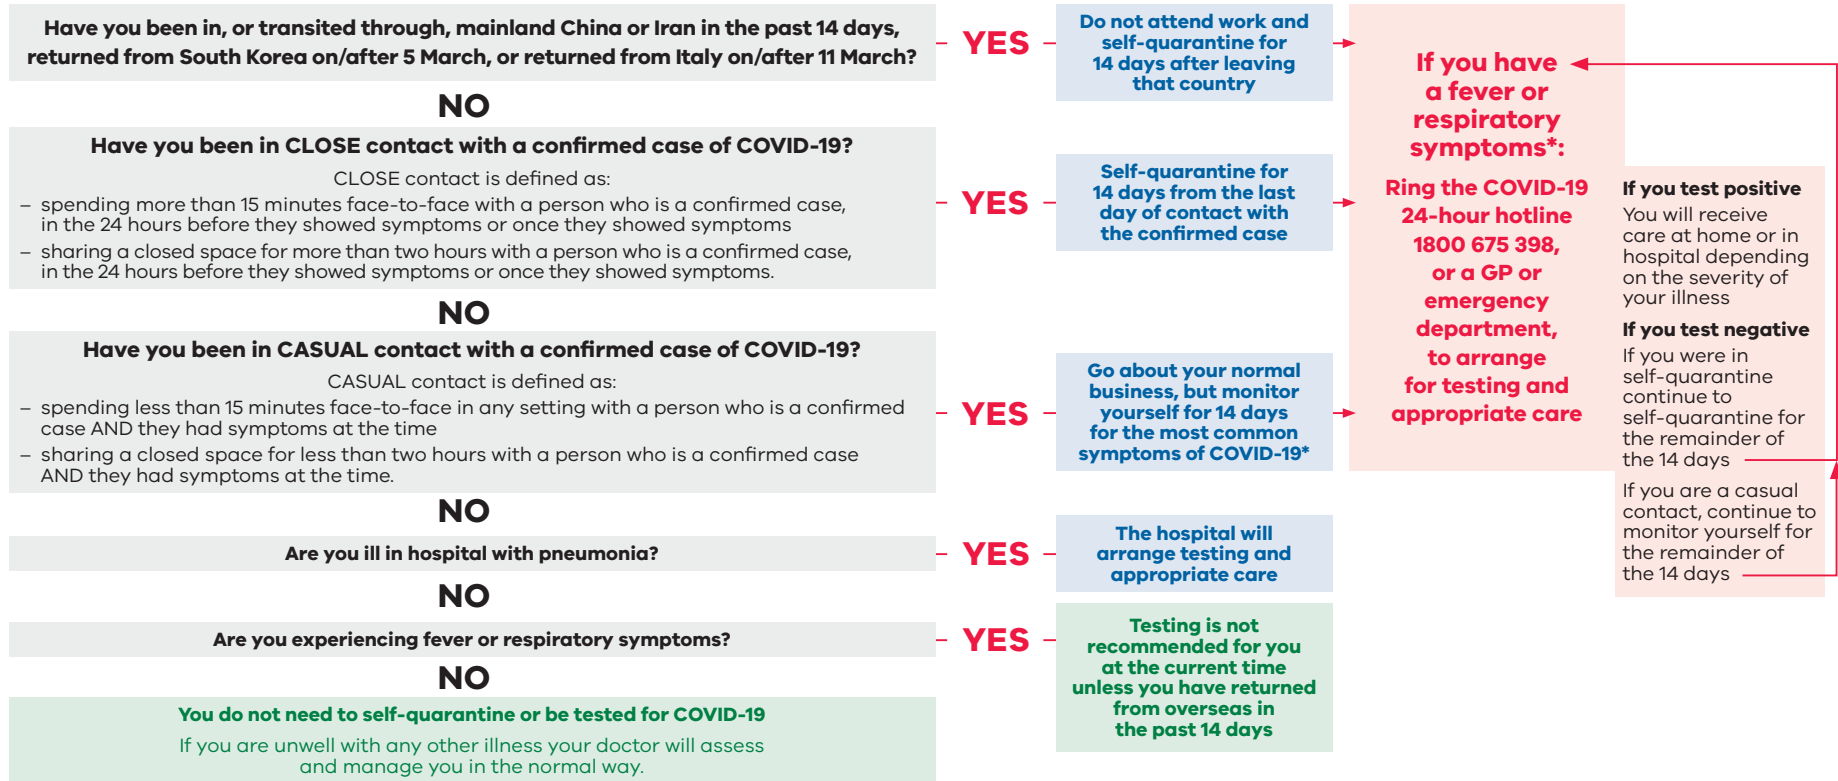 Have you been in, or transited through, mainland China or Iran in the past 14 days,
returned from South Korea on/after 5 March, or returned from Italy on/after 11 March?
YES
Do not attend work and
self-quarantine for
14 days after leaving
that country
NO
Have you been in CLOSE contact with a confirmed case of COVID-19?
CLOSE contact is defined as:
– spending more than 15 minutes face-to-face with a person who is a confirmed case,
in the 24 hours before they showed symptoms or once they showed symptoms
– sharing a closed space for more than two hours with a person who is a confirmed case,
in the 24 hours before they showed symptoms or once they showed symptoms.
YES
Self-quarantine for
14 days from the last
day of contact with
the confirmed case
NO
Have you been in CASUAL contact with a confirmed case of COVID-19?
CASUAL contact is defined as:
– spending less than 15 minutes face-to-face in any setting with a person who is a confirmed
case AND they had symptoms at the time
– sharing a closed space for less than two hours with a person who is a confirmed case
AND they had symptoms at the time.
YES
Go about your normal
business, but monitor
yourself for 14 days
for the most common
symptoms of COVID-19*
NO
Are you ill in hospital with pneumonia?
YES
The hospital will
arrange testing and
appropriate care
NO
Are you experiencing fever or respiratory symptoms?
YES
Testing is not
recommended for you
at the current time
unless you have returned
from overseas in
the past 14 days
NO
You do not need to self-quarantine or be tested for COVID-19
If you are unwell with any other illness your doctor will assess
and manage you in the normal way.
If you have
a fever or
respiratory
symptoms*:
Ring the COVID-19
24-hour hotline
1800 675 398,
or a GP or
emergency
department,
to arrange
for testing and
appropriate care
If you test positive
You will receive
care at home or in
hospital depending
on the severity of
your illness
If you test negative
If you were in
self-quarantine
continue to
self-quarantine for
the remainder of
the 14 days
If you are a casual
contact, continue to
monitor yourself for
the remainder of
the 14 days